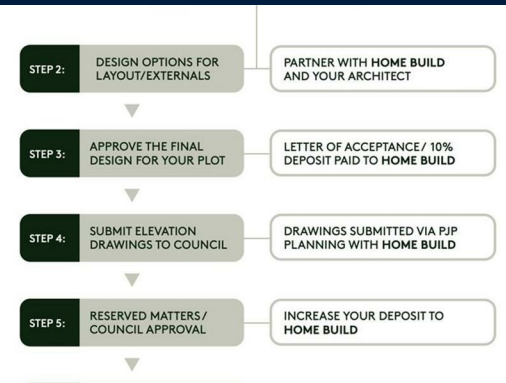 STEP 2:
DESIGN OPTIONS FOR
LAYOUT/EXTERNALS
PARTNER WITH HOME BUILD
AND YOUR ARCHITECT
STEP 3:
APPROVE THE FINAL
DESIGN FOR YOUR PLOT
LETTER OF ACCEPTANCE/ 10%
DEPOSIT PAID TO HOME BUILD
STEP 4:
SUBMIT ELEVATION
DRAWINGS TO COUNCIL
DRAWINGS SUBMITTED VIA PJP
PLANNING WITH HOME BUILD
STEP 5:
RESERVED MATTERS/
COUNCIL APPROVAL
INCREASE YOUR DEPOSIT TO
HOME BUILD